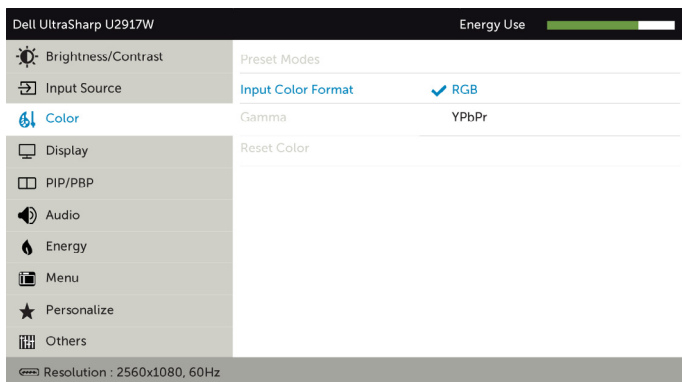 Dell UltraSharp U2917W Energy Use
Brightness/Contrast Preset Modes
Input Source Input Color Format RGB
Color Gamma YPbPr
Display Reset Color
PIP/PBP
Audio
Energy
Menu
Personalize
Others
Resolution : 2560x1080, 60Hz